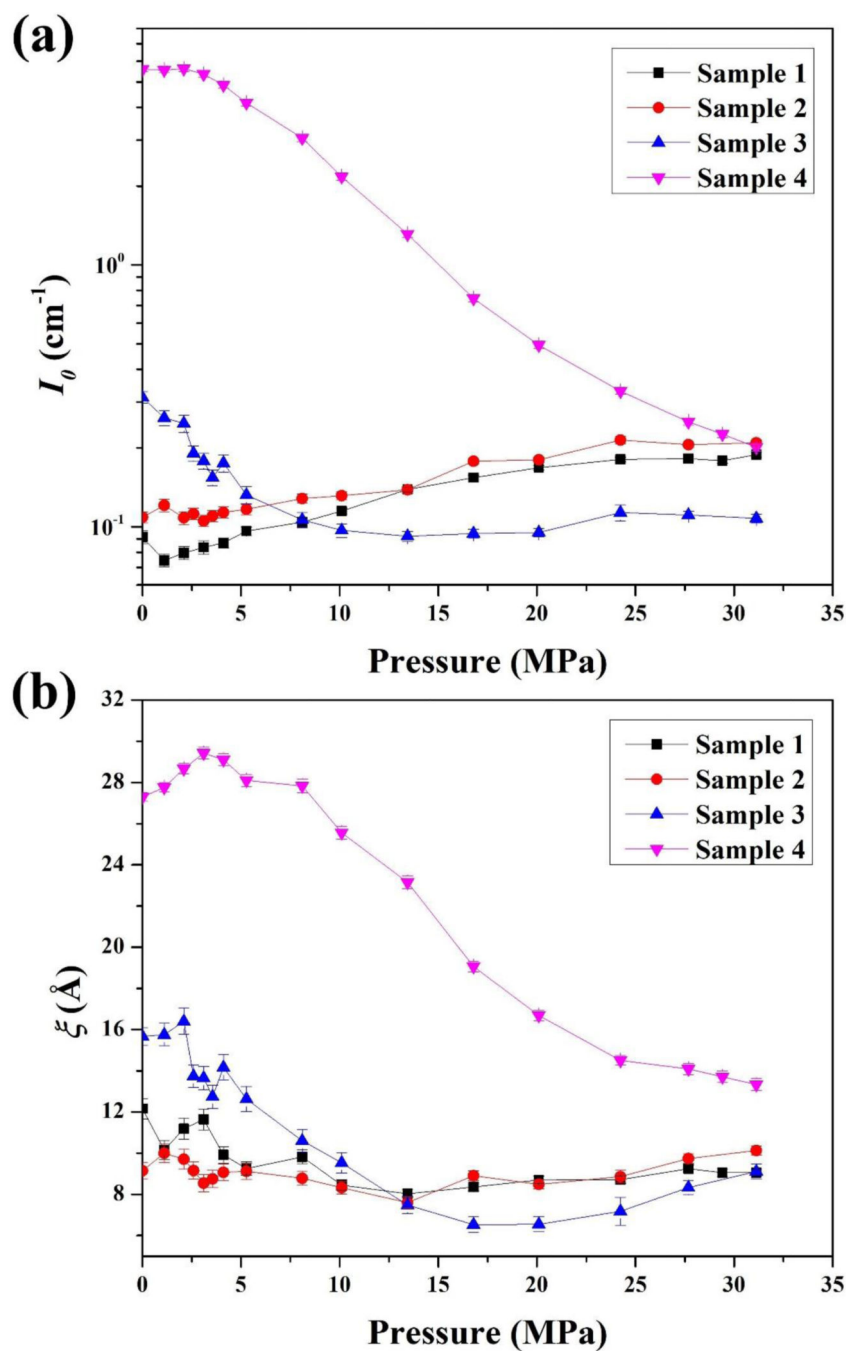 (a)
Sample 1
Sample 2
Sample 3
Sample 4
10⁰
10⁻¹
I₀ (cm⁻¹)
0 5 10 15 20 25 30 35
Pressure (MPa)
(b)
32
28
24
20
16
12
8
Sample 1
Sample 2
Sample 3
Sample 4
ξ (Å)
0 5 10 15 20 25 30 35
Pressure (MPa)